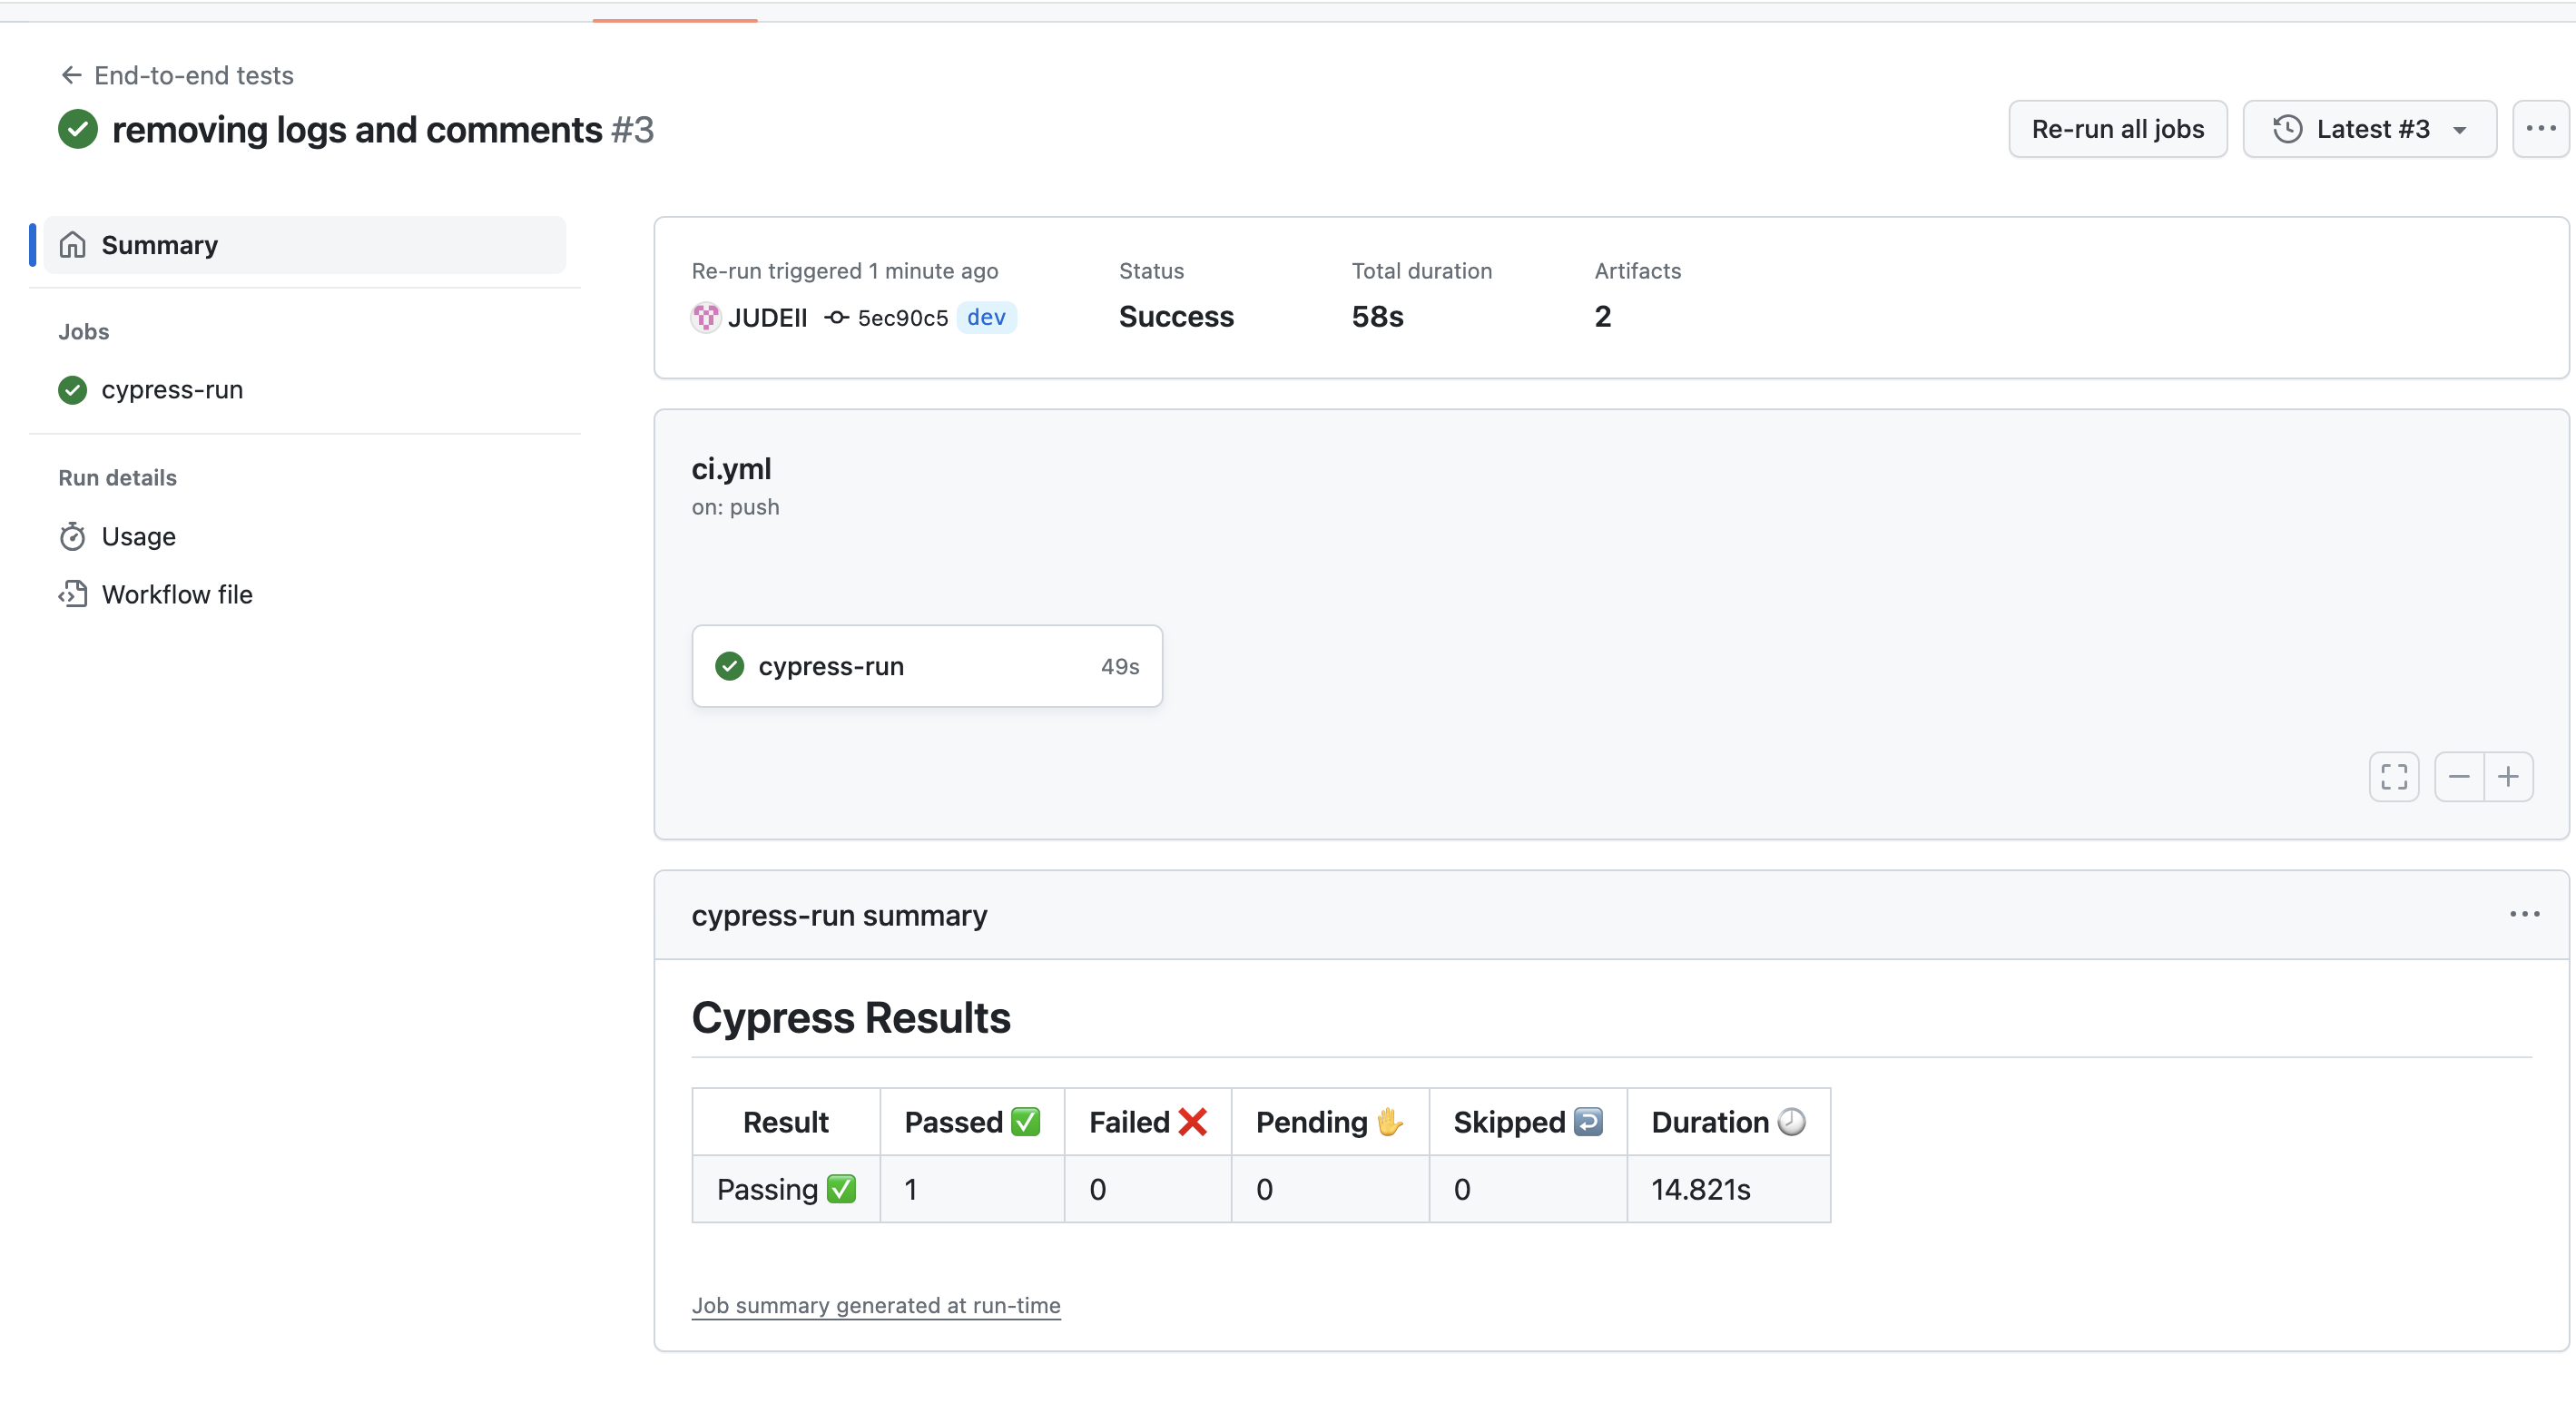 End-to-end tests
removing logs and comments #3
Re-run all jobs
Latest #3
Summary
Jobs
cypress-run
Run details
Usage
Workflow file
Re-run triggered 1 minute ago
JUDEII 5ec90c5 dev
Status
Success
Total duration
58s
Artifacts
2
ci.yml
on: push
cypress-run 49s
cypress-run summary
Cypress Results
Result Passed ✅ Failed ❌ Pending ✋ Skipped ↩️ Duration 🕗
Passing ✅ 1 0 0 0 14.821s
Job summary generated at run-time